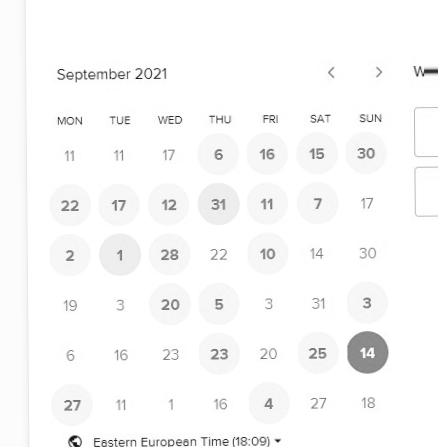 September 2021
MON TUE WED THU FRI SAT SUN
11 11 17 6 16 15 30
22 17 12 31 11 7 17
2 1 28 22 10 14 30
19 3 20 5 3 31 3
6 16 23 23 20 25 14
27 11 1 16 4 27 18
Eastern European Time (18:09)